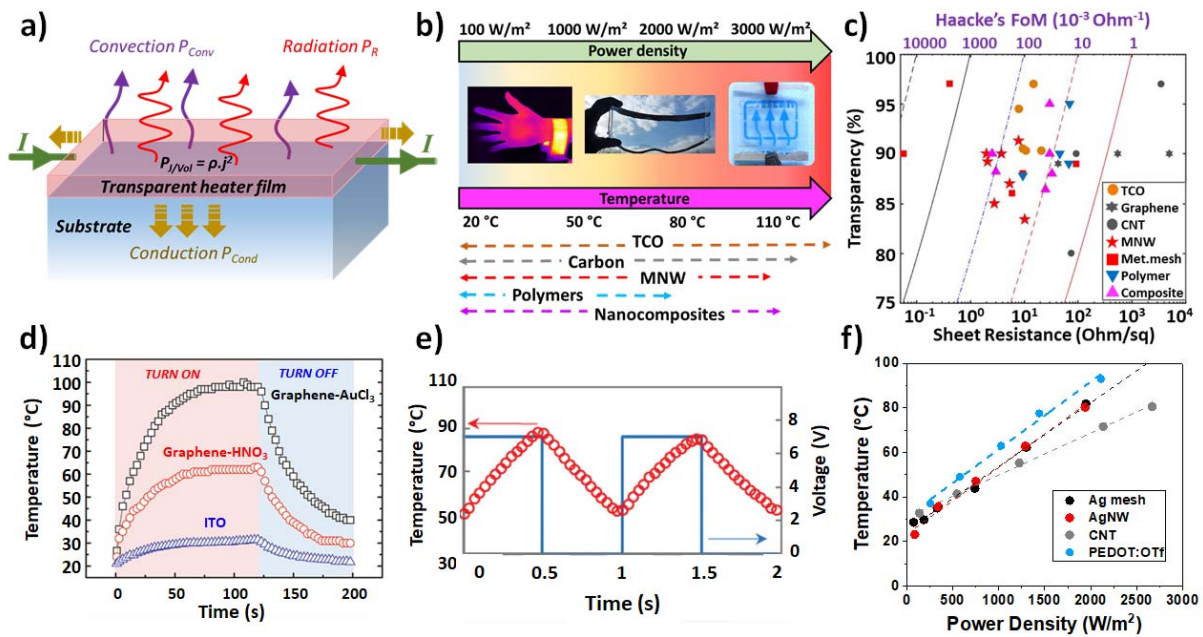 a)
Convection P_Conv
Radiation P_R
I
I
P_J/Vol = ρ.j²
Transparent heater film
Substrate
Conduction P_Cond
b)
100 W/m² 1000 W/m² 2000 W/m² 3000 W/m²
Power density
Temperature
20 °C 50 °C 80 °C 110 °C
TCO
Carbon
MNW
Polymers
Nanocomposites
c)
Haacke's FoM (10⁻³ Ohm⁻¹)
10000 1000 100 10 1
Transparency (%)
100
95
90
85
80
75
TCO
Graphene
CNT
MNW
Met.mesh
Polymer
Composite
10⁻¹ 10⁰ 10¹ 10² 10³ 10⁴
Sheet Resistance (Ohm/sq)
d)
Temperature (°C)
110
100
90
80
70
60
50
40
30
20
TURN ON
TURN OFF
Graphene-AuCl₃
Graphene-HNO₃
ITO
0 50 100 150 200
Time (s)
e)
Temperature (°C)
110
90
70
50
30
Voltage (V)
8
6
4
2
0
0 0.5 1 1.5 2
Time (s)
f)
Temperature (°C)
100
80
60
40
20
0
Ag mesh
AgNW
CNT
PEDOT:OTf
0 500 1000 1500 2000 2500 3000
Power Density (W/m²)